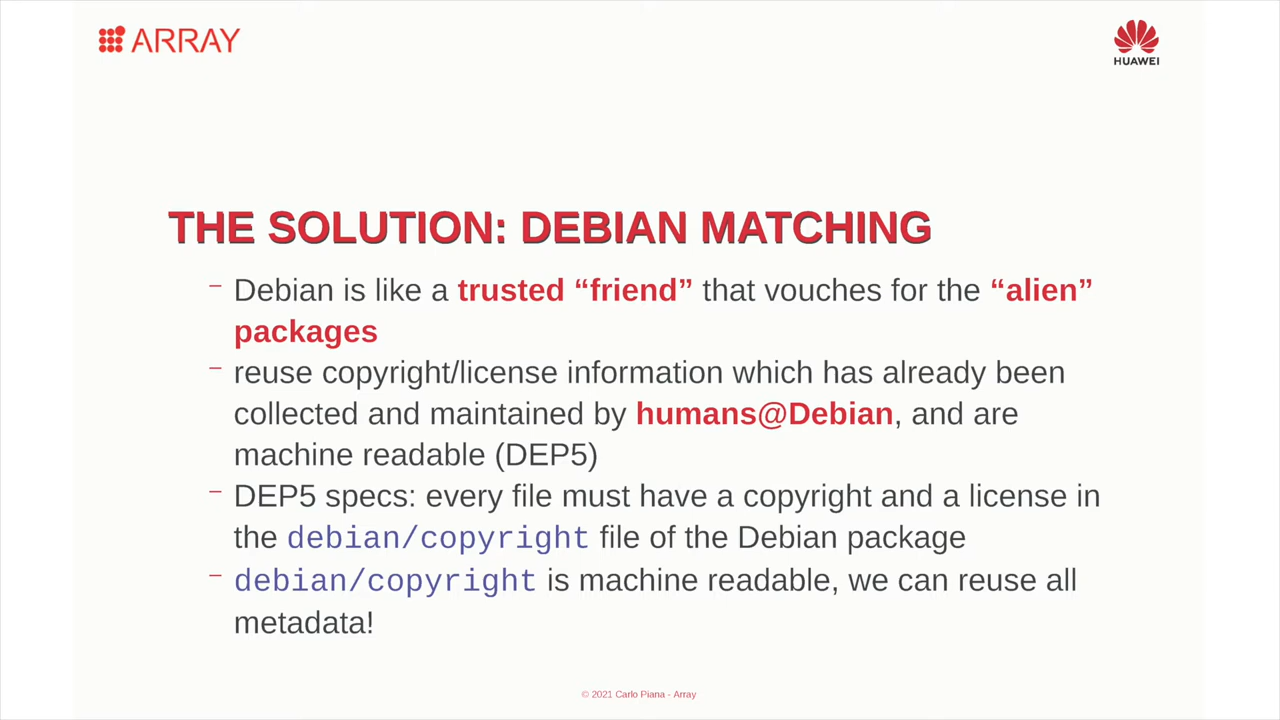 ARRAY
HUAWEI
THE SOLUTION: DEBIAN MATCHING
– Debian is like a trusted “friend” that vouches for the “alien”
packages
– reuse copyright/license information which has already been
collected and maintained by humans@Debian, and are
machine readable (DEP5)
– DEP5 specs: every file must have a copyright and a license in
the debian/copyright file of the Debian package
– debian/copyright is machine readable, we can reuse all
metadata!
© 2021 Carlo Piana - Array